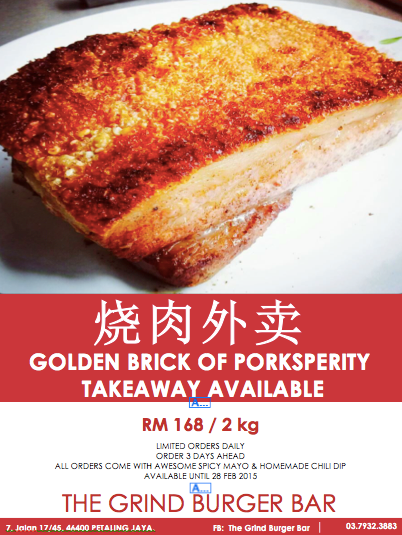 烧肉外卖
GOLDEN BRICK OF PORKSPERITY
TAKEAWAY AVAILABLE
A...
RM 168 / 2 kg
LIMITED ORDERS DAILY
ORDER 3 DAYS AHEAD
ALL ORDERS COME WITH AWESOME SPICY MAYO & HOMEMADE CHILI DIP
AVAILABLE UNTIL 28 FEB 2015
A...
THE GRIND BURGER BAR
7, Jalan 17/45, 46400 PETALING JAYA. FB: The Grind Burger Bar | 03.7932.3883